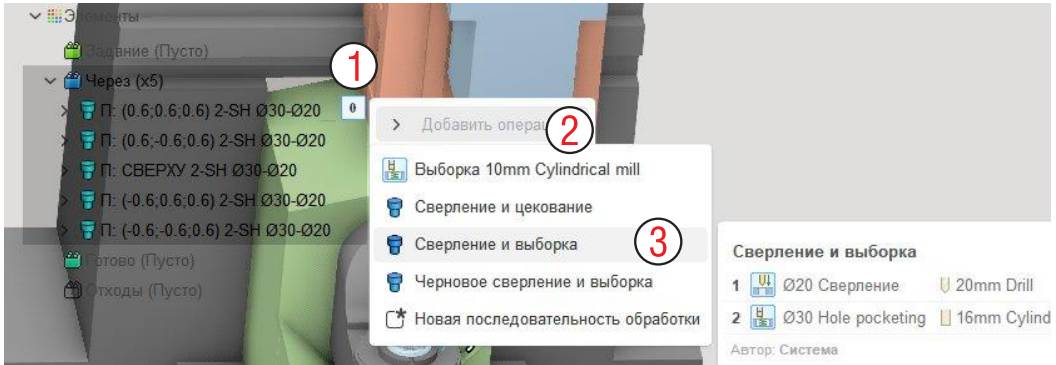 Элементы
Задание (Пусто)
1
Через (x5)
П: (0.6;0.6;0.6) 2-SH Ø30-Ø20 0
П: (0.6;-0.6;0.6) 2-SH Ø30-Ø20
П: СВЕРХУ 2-SH Ø30-Ø20
П: (-0.6;0.6;0.6) 2-SH Ø30-Ø20
П: (-0.6;-0.6;0.6) 2-SH Ø30-Ø20
Готово (Пусто)
Отходы (Пусто)
Добавить операц
2
Выборка 10mm Cylindrical mill
Сверление и цекование
Сверление и выборка
3
Черновое сверление и выборка
Новая последовательность обработки
Сверление и выборка
1 Ø20 Сверление 20mm Drill
2 Ø30 Hole pocketing 16mm Cylind
Автор: Система